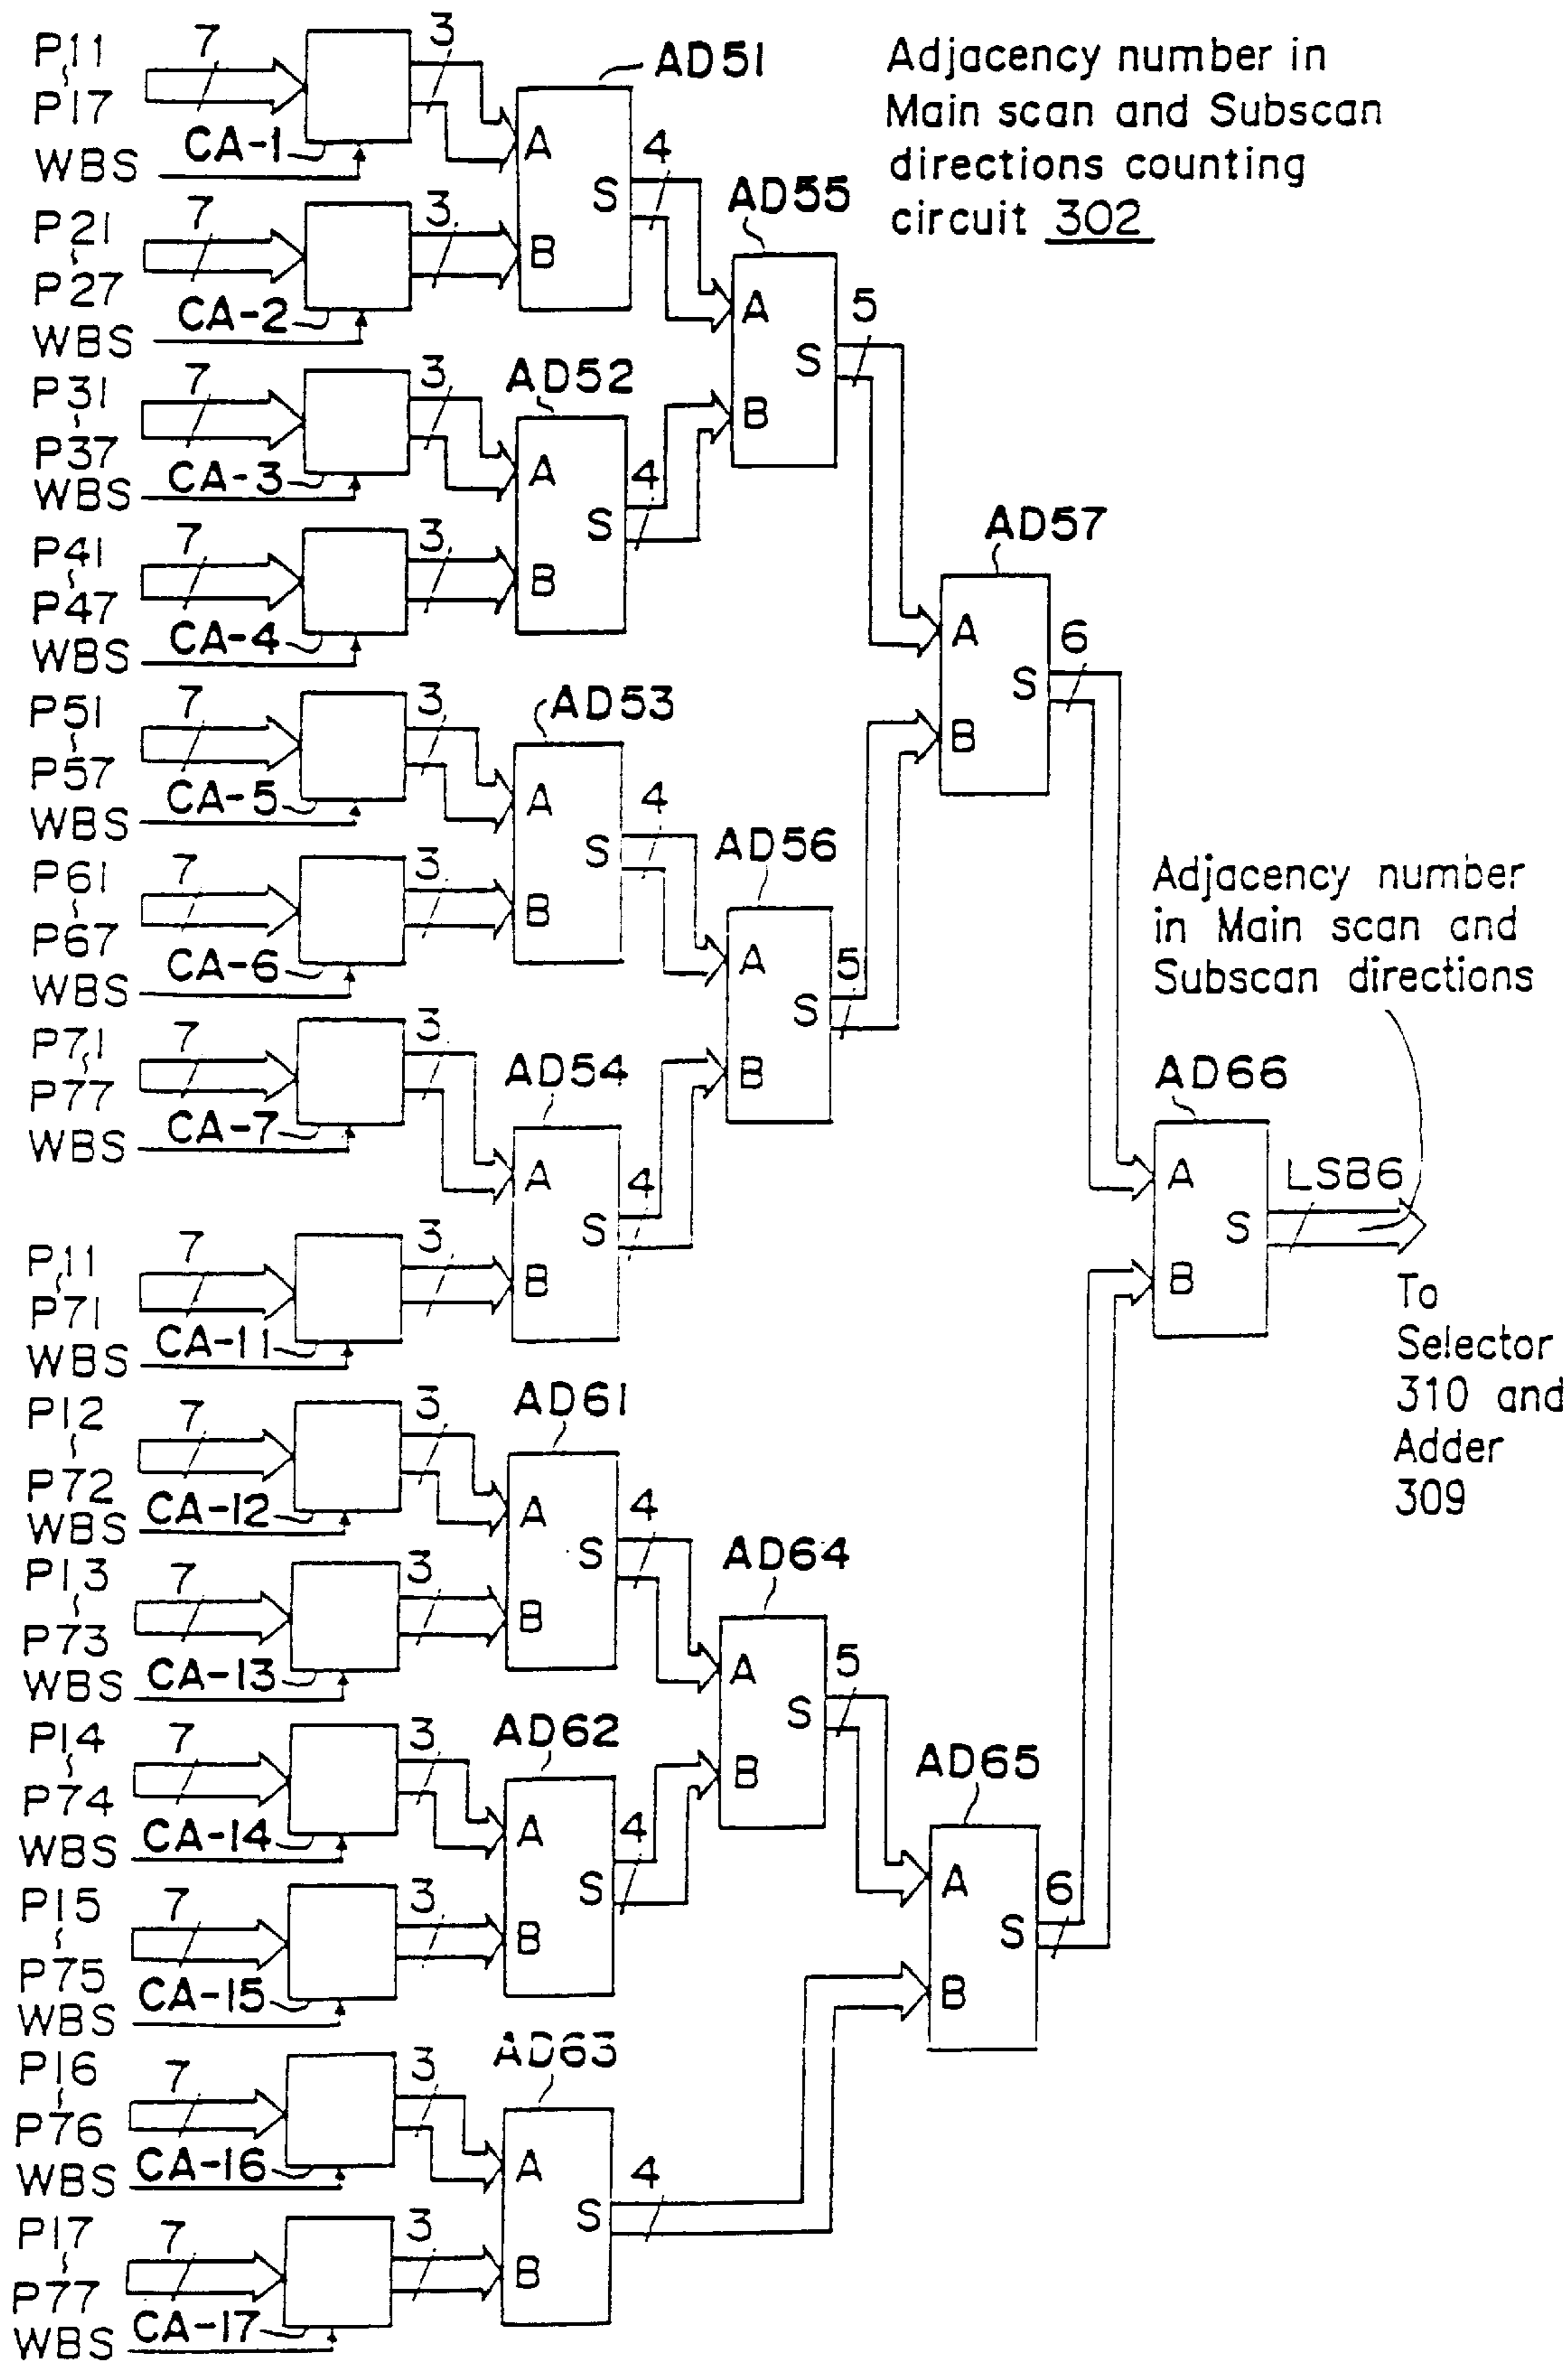 P11
P17
WBS
7
CA-1
3
AD51
A
B
S
4
Adjacency number in
Main scan and Subscan
directions counting
circuit 302
P21
P27
WBS
7
CA-2
3
AD55
A
B
S
5
P31
P37
WBS
7
CA-3
3
AD52
A
B
S
4
P41
P47
WBS
7
CA-4
3
AD57
A
B
S
6
P51
P57
WBS
7
CA-5
3
AD53
A
B
S
4
P61
P67
WBS
7
CA-6
3
AD56
A
B
S
5
Adjacency number
in Main scan and
Subscan directions
P71
P77
WBS
7
CA-7
3
AD54
A
B
S
4
AD66
A
B
S
LSB6
To
Selector
310 and
Adder
309
P11
P71
WBS
7
CA-11
3
P12
P72
WBS
7
CA-12
3
AD61
A
B
S
4
P13
P73
WBS
7
CA-13
3
AD64
A
B
S
5
P14
P74
WBS
7
CA-14
3
AD62
A
B
S
4
AD65
A
B
S
6
P15
P75
WBS
7
CA-15
3
P16
P76
WBS
7
CA-16
3
AD63
A
B
S
4
P17
P77
WBS
7
CA-17
3